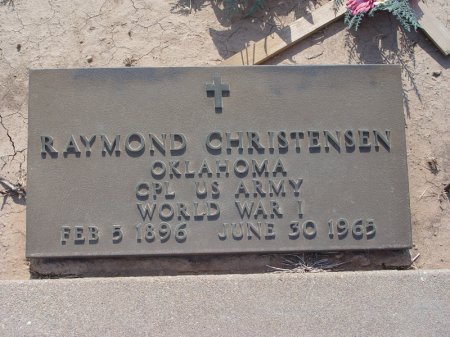 RAYMOND CHRISTENSEN
OKLAHOMA
CPL US ARMY
WORLD WAR I
FEB 5 1896 JUNE 30 1965